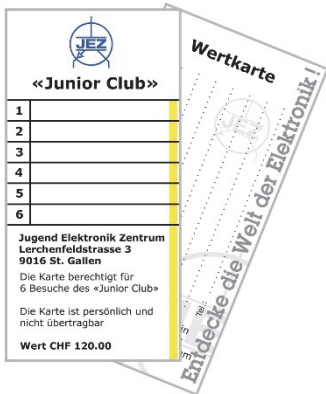 JEZ
«Junior Club»
1
2
3
4
5
6
Jugend Elektronik Zentrum
Lerchenfeldstrasse 3
9016 St. Gallen
Die Karte berechtigt für
6 Besuche des «Junior Club»
Die Karte ist persönlich und
nicht übertragbar
Wert CHF 120.00
Wertkarte
JEZ
Entdecke die Welt der Elektronik!
Tel.